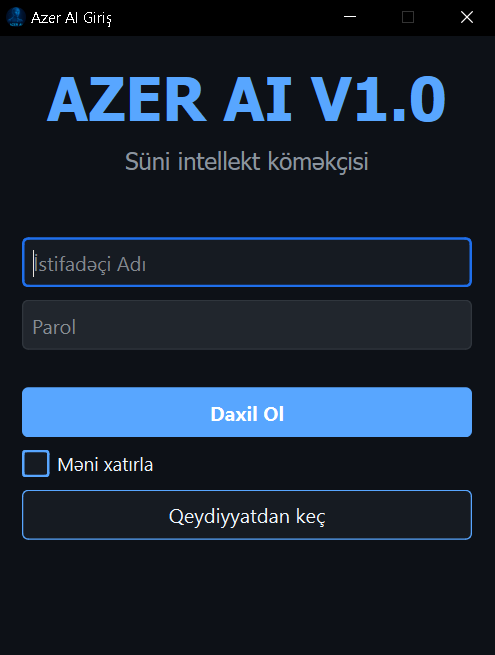 Azer AI Giriş
AZER AI V1.0
Süni intellekt köməkçisi
İstifadəçi Adı
Parol
Daxil Ol
Məni xatırla
Qeydiyyatdan keç